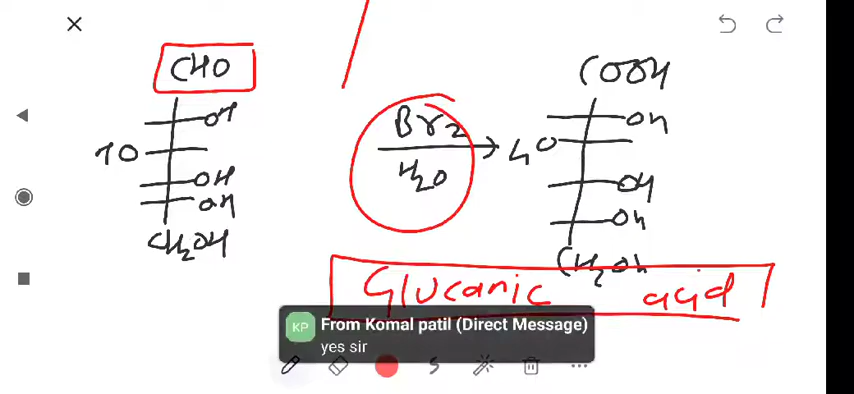 CHO
OH
HO
OH
OH
CH2OH
Br2
H2O
COOH
OH
HO
OH
OH
CH2OH
Glucanic acid
KP From Komal patil (Direct Message)
yes sir